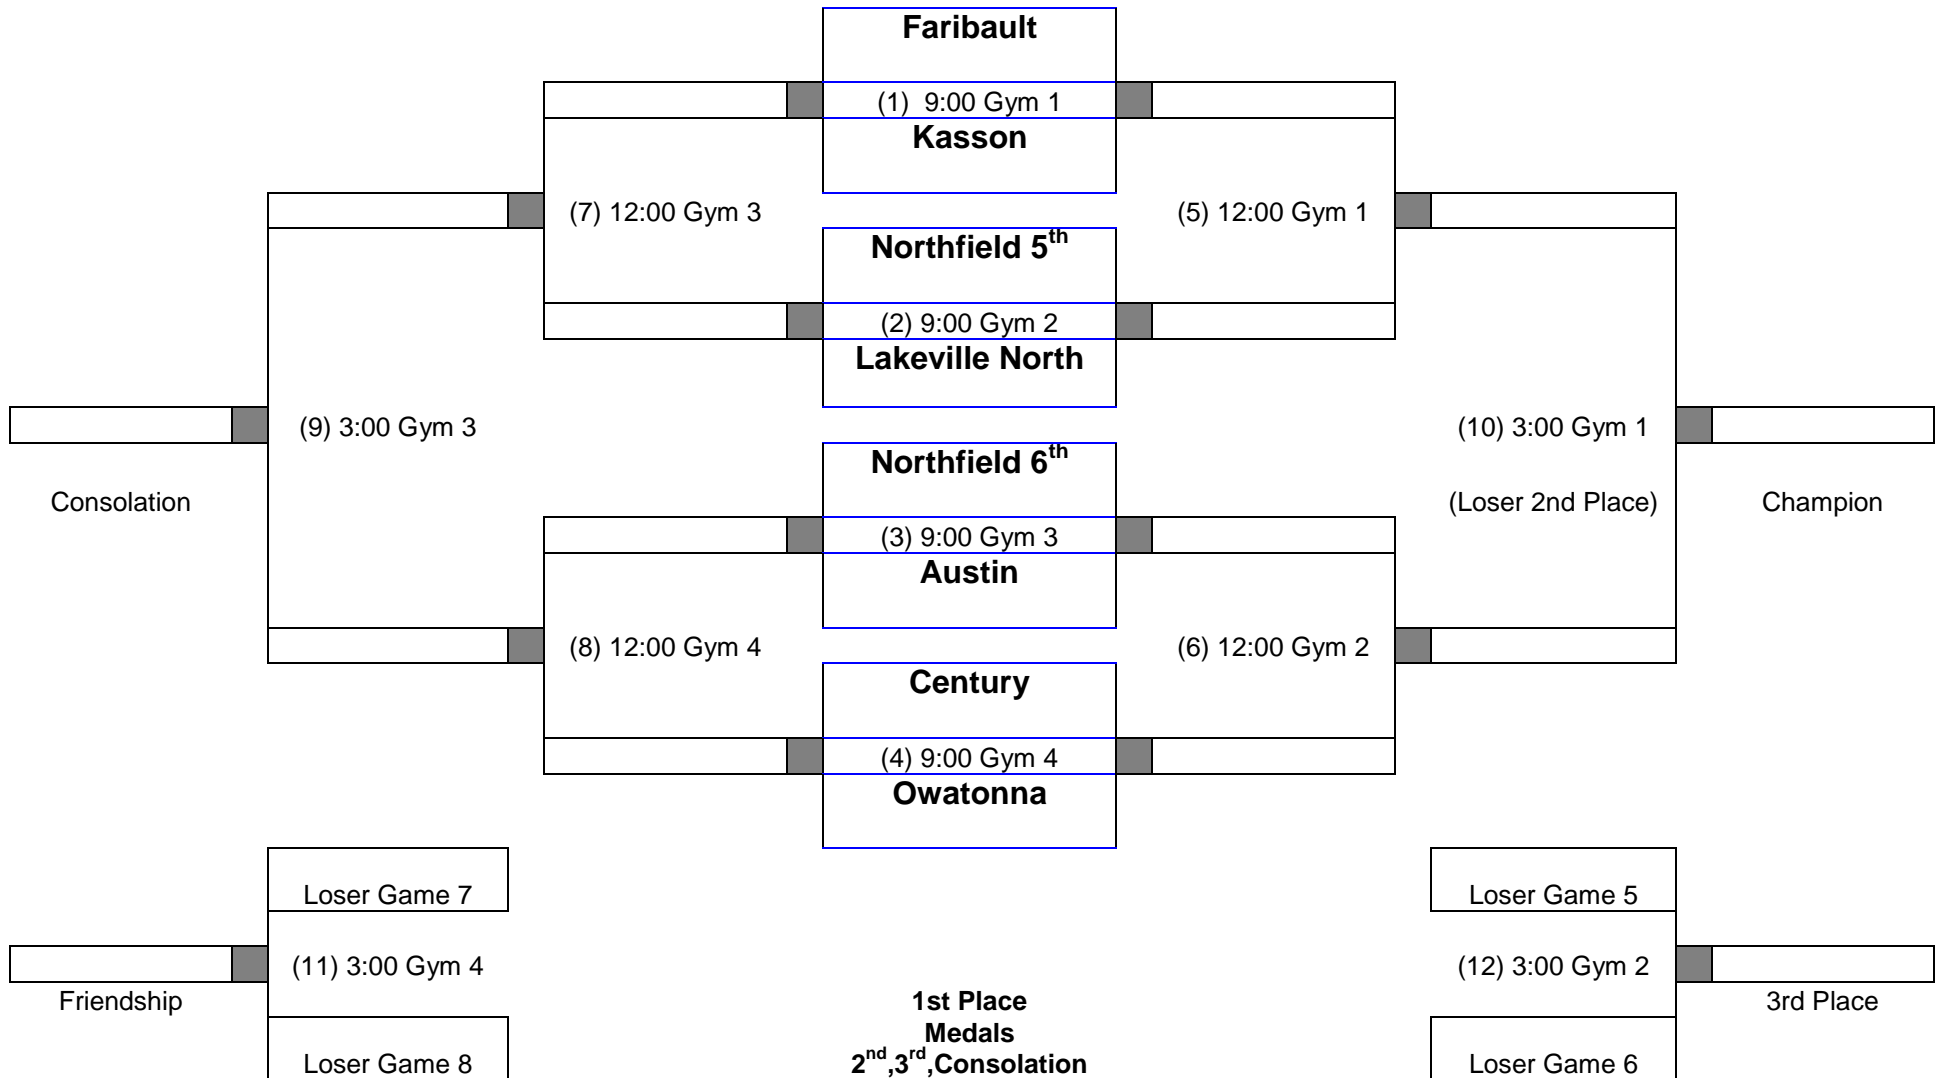 Faribault
(1) 9:00 Gym 1
Kasson
(7) 12:00 Gym 3
(5) 12:00 Gym 1
Northfield 5th
(2) 9:00 Gym 2
Lakeville North
(9) 3:00 Gym 3
(10) 3:00 Gym 1
Northfield 6th
Consolation
(Loser 2nd Place)
Champion
(3) 9:00 Gym 3
Austin
(8) 12:00 Gym 4
(6) 12:00 Gym 2
Century
(4) 9:00 Gym 4
Owatonna
Loser Game 7
Loser Game 5
(11) 3:00 Gym 4
(12) 3:00 Gym 2
Friendship
1st Place
3rd Place
Medals
Loser Game 8
2nd,3rd,Consolation
Loser Game 6